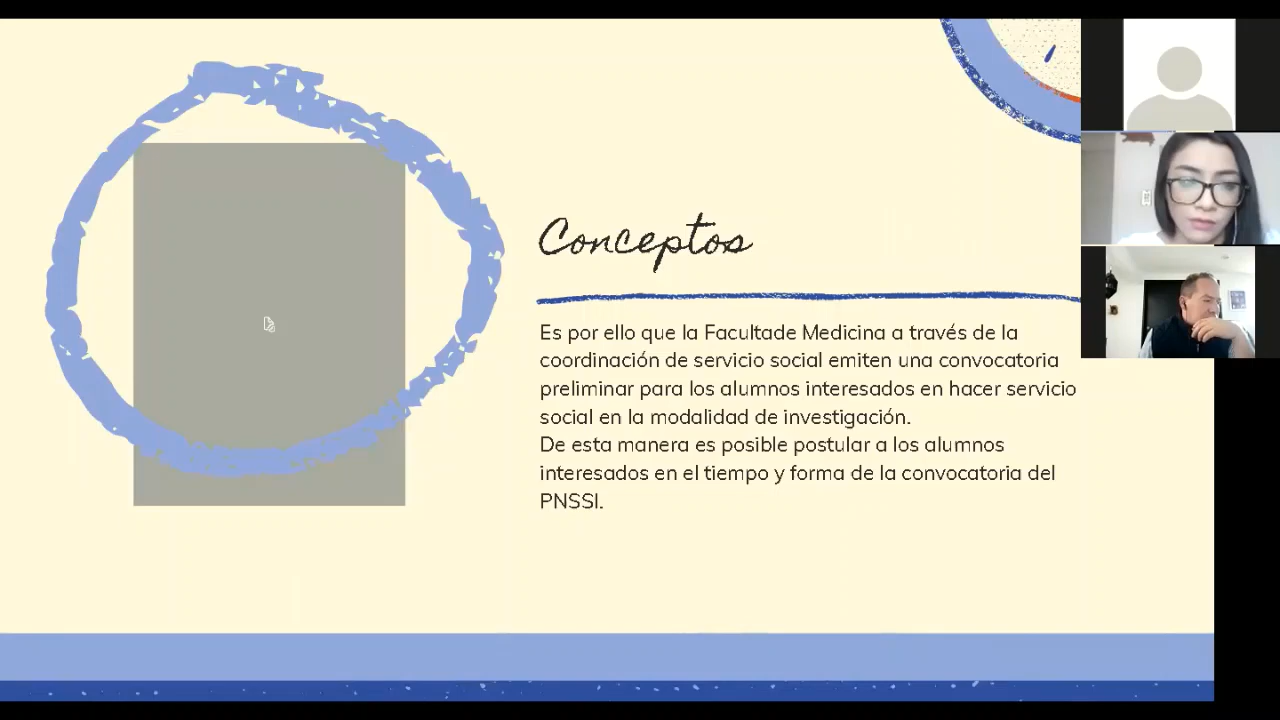 Conceptos
Es por ello que la Facultade Medicina a través de la
coordinación de servicio social emiten una convocatoria
preliminar para los alumnos interesados en hacer servicio
social en la modalidad de investigación.
De esta manera es posible postular a los alumnos
interesados en el tiempo y forma de la convocatoria del
PNSSI.